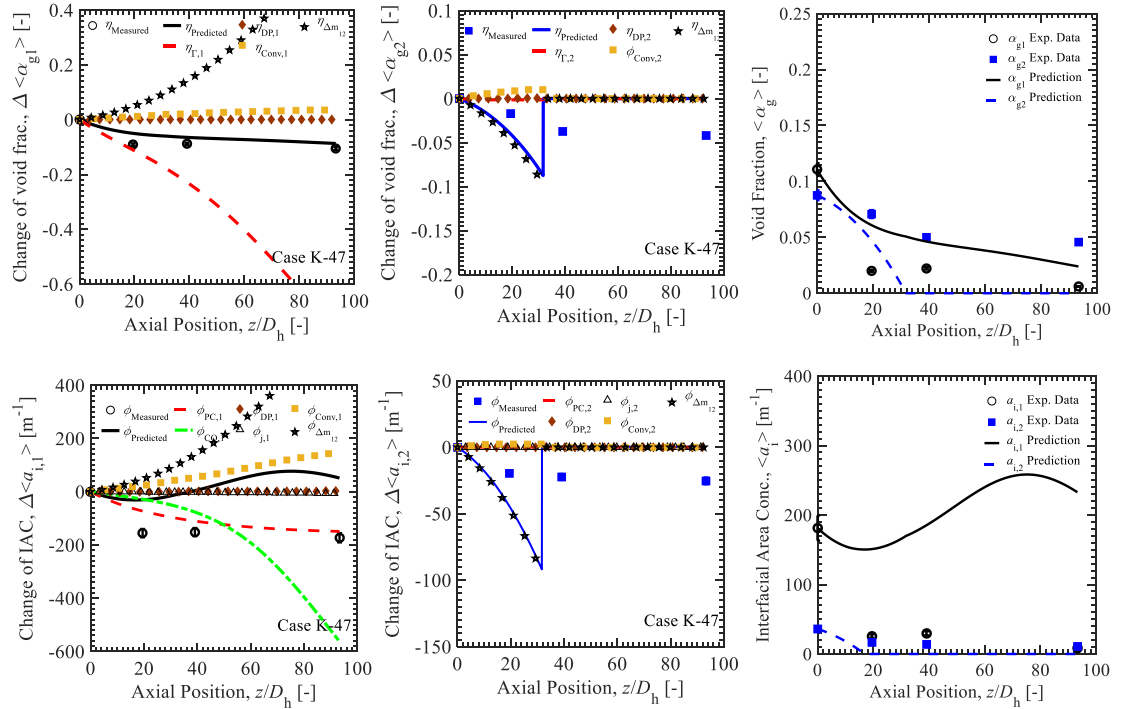 0.4
0.2
0
-0.2
-0.4
-0.6
0 20 40 60 80 100
Change of void frac., Δ <α_g1> [-]
Axial Position, z/D_h [-]
η_Measured
η_Predicted
η_Γ,1
η_DP,1
η_Conv,1
η_Δm_12
Case K-47
0.1
0.05
0
-0.05
-0.1
-0.15
-0.2
0 20 40 60 80 100
Change of void frac., Δ <α_g2> [-]
Axial Position, z/D_h [-]
η_Measured
η_Predicted
η_Γ,2
η_DP,2
ϕ_Conv,2
η_Δm_12
Case K-47
0.25
0.2
0.15
0.1
0.05
0
0 20 40 60 80 100
Void Fraction, <α_g> [-]
Axial Position, z/D_h [-]
α_g1 Exp. Data
α_g2 Exp. Data
α_g1 Prediction
α_g2 Prediction
400
200
0
-200
-400
-600
0 20 40 60 80 100
Change of IAC, Δ<a_i,1> [m⁻¹]
Axial Position, z/D_h [-]
ϕ_Measured
ϕ_Predicted
ϕ_PC,1
ϕ_DP,1
ϕ_j,1
ϕ_Conv,1
ϕ_Δm_12
Case K-47
50
0
-50
-100
-150
0 20 40 60 80 100
Change of IAC, Δ<a_i,2> [m⁻¹]
Axial Position, z/D_h [-]
ϕ_Measured
ϕ_Predicted
ϕ_PC,2
ϕ_DP,2
ϕ_j,2
ϕ_Conv,2
ϕ_Δm_12
Case K-47
400
300
200
100
0
0 20 40 60 80 100
Interfacial Area Conc., <a_i> [m⁻¹]
Axial Position, z/D_h [-]
a_i,1 Exp. Data
a_i,2 Exp. Data
a_i,1 Prediction
a_i,2 Prediction